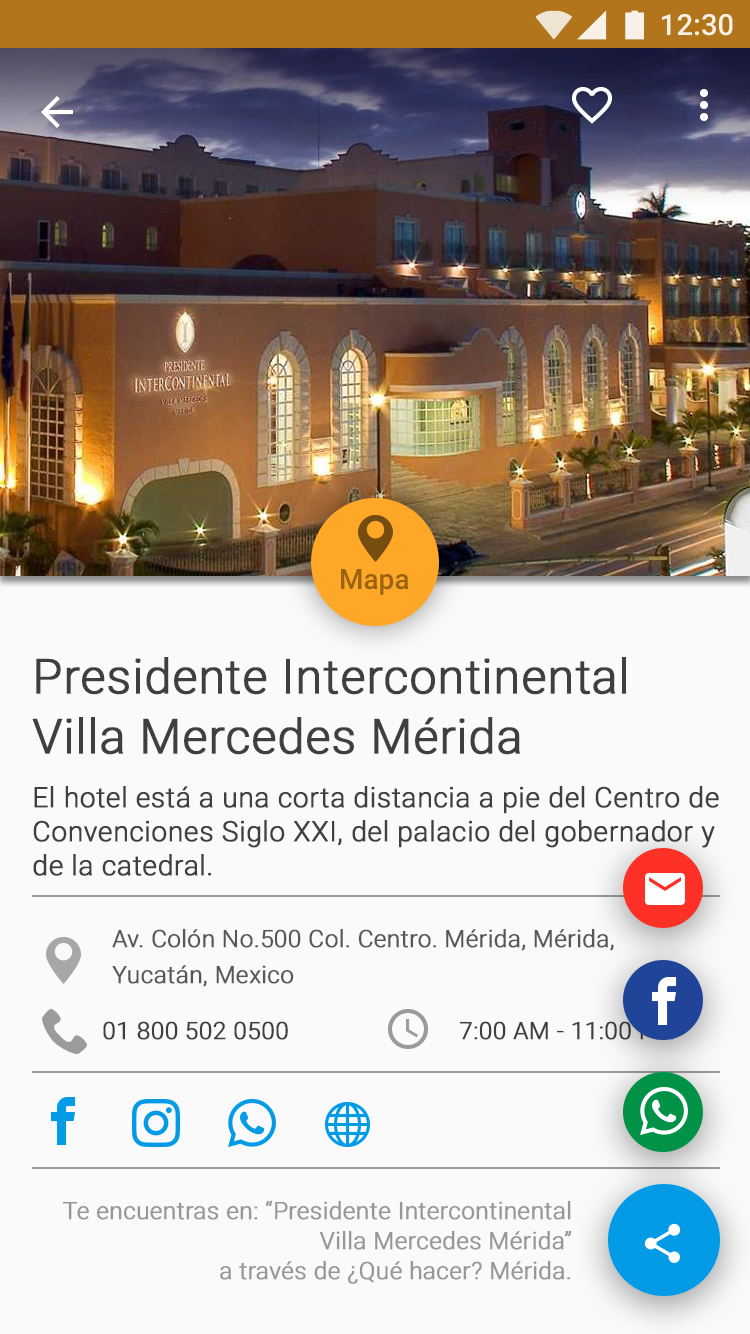 12:30
PRESIDENTE
INTERCONTINENTAL
VILLA MERCEDES
MERIDA
Mapa
Presidente Intercontinental
Villa Mercedes Mérida
El hotel está a una corta distancia a pie del Centro de
Convenciones Siglo XXI, del palacio del gobernador y
de la catedral.
Av. Colón No.500 Col. Centro. Mérida, Mérida,
Yucatán, Mexico
01 800 502 0500
7:00 AM - 11:00
Te encuentras en: “Presidente Intercontinental
Villa Mercedes Mérida”
a través de ¿Qué hacer? Mérida.